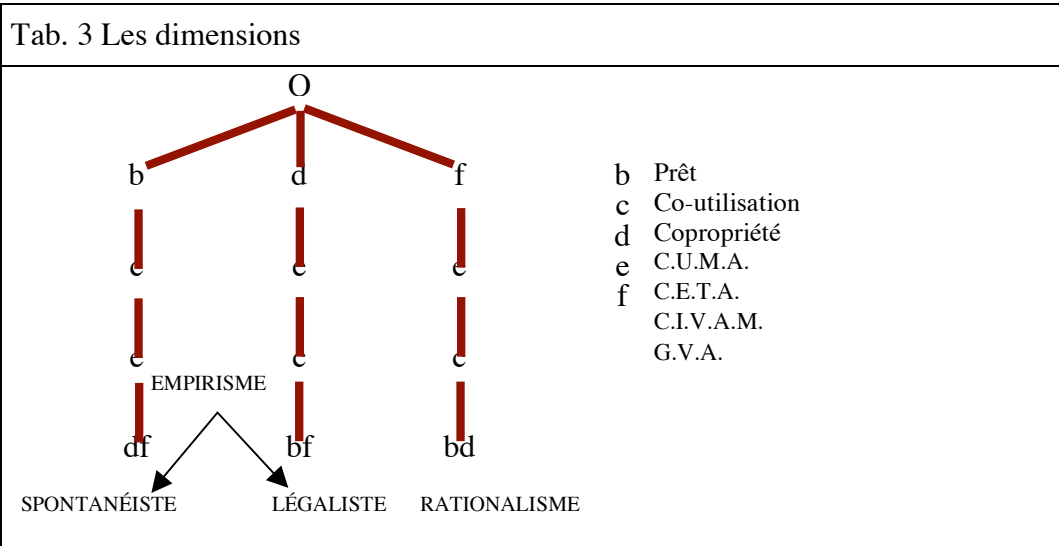 Tab. 3 Les dimensions
O
b d f
c e e
e c c
EMPIRISME
df bf bd
SPONTANÉISTE LÉGALISTE RATIONALISME
b Prêt
c Co-utilisation
d Copropriété
e C.U.M.A.
f C.E.T.A.
C.I.V.A.M.
G.V.A.